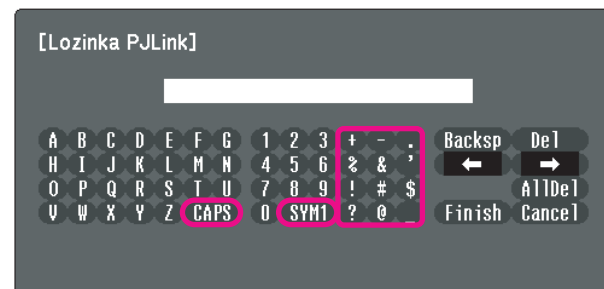 [Lozinka PJLink]
A B C D E F G 1 2 3 + - . Backsp Del
H I J K L M N 4 5 6 % & ' ← →
O P Q R S T U 7 8 9 ! # $ AllDel
V W X Y Z CAPS 0 SYM1 ? @ _ Finish Cancel